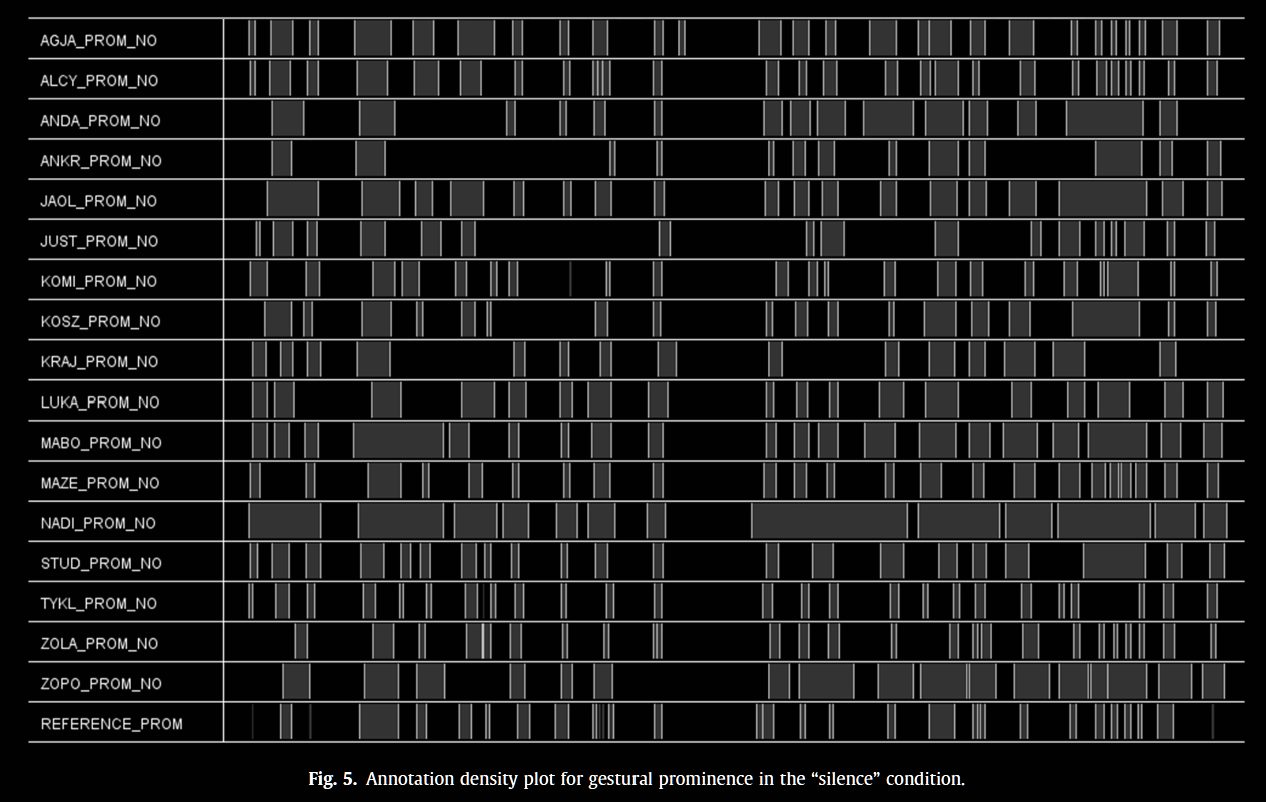 AGJA_PROM_NO
ALCY_PROM_NO
ANDA_PROM_NO
ANKR_PROM_NO
JAOL_PROM_NO
JUST_PROM_NO
KOMI_PROM_NO
KOSZ_PROM_NO
KRAJ_PROM_NO
LUKA_PROM_NO
MABO_PROM_NO
MAZE_PROM_NO
NADI_PROM_NO
STUD_PROM_NO
TYKL_PROM_NO
ZOLA_PROM_NO
ZOPO_PROM_NO
REFERENCE_PROM
Fig. 5. Annotation density plot for gestural prominence in the “silence” condition.